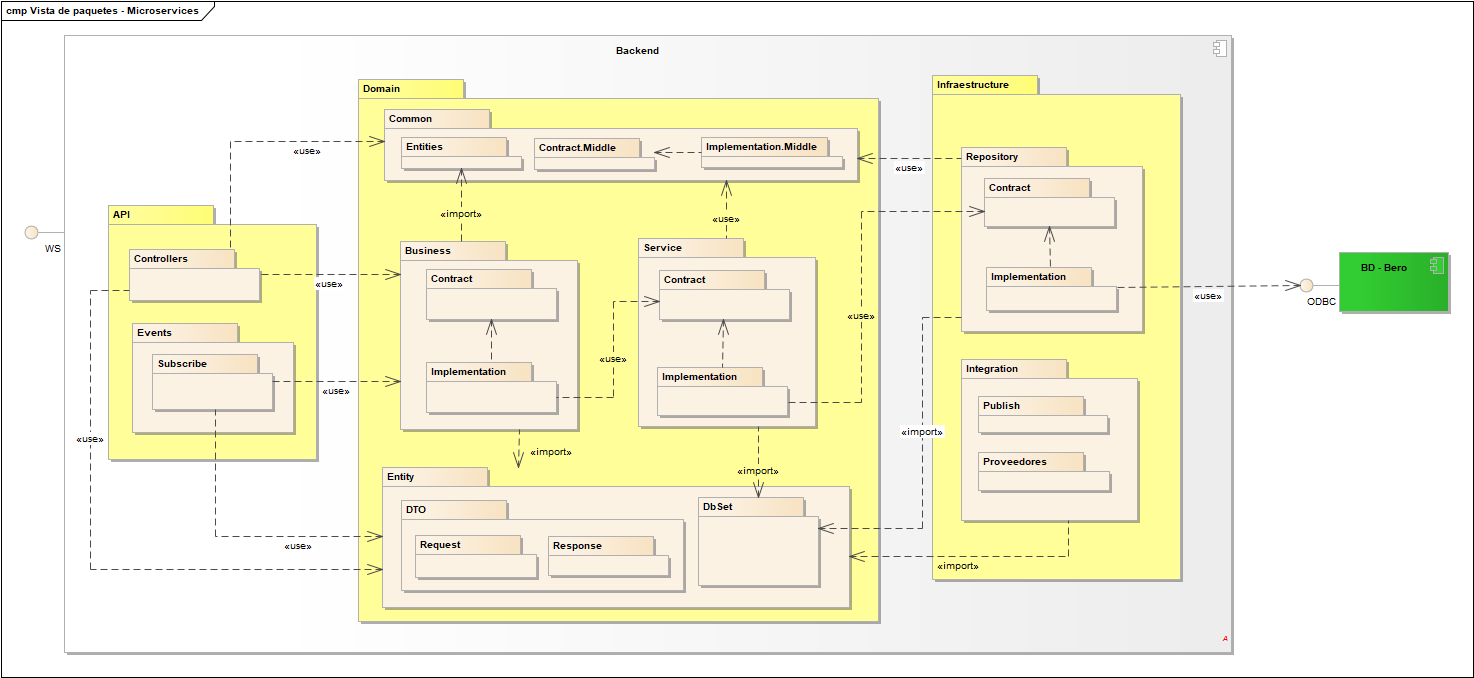 cmp Vista de paquetes - Microservices
Backend
WS
API
Controllers
Events
Subscribe
«use»
«use»
«use»
«use»
«use»
Domain
Common
Entities
Contract.Middle
Implementation.Middle
«import»
«use»
Business
Contract
Implementation
«use»
Service
Contract
Implementation
«use»
«import»
«import»
Entity
DTO
Request
Response
DbSet
Infraestructure
«use»
Repository
Contract
Implementation
«use»
«import»
Integration
Publish
Proveedores
«import»
ODBC
BD - Bero
A